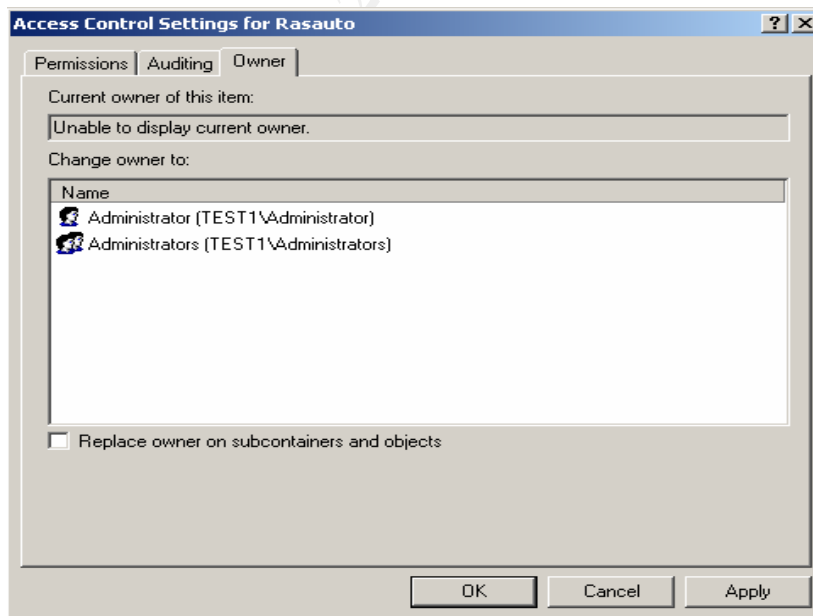 Access Control Settings for Rasauto
Permissions Auditing Owner
Current owner of this item:
Unable to display current owner.
Change owner to:
Name
Administrator (TEST1\Administrator)
Administrators (TEST1\Administrators)
Replace owner on subcontainers and objects
OK Cancel Apply